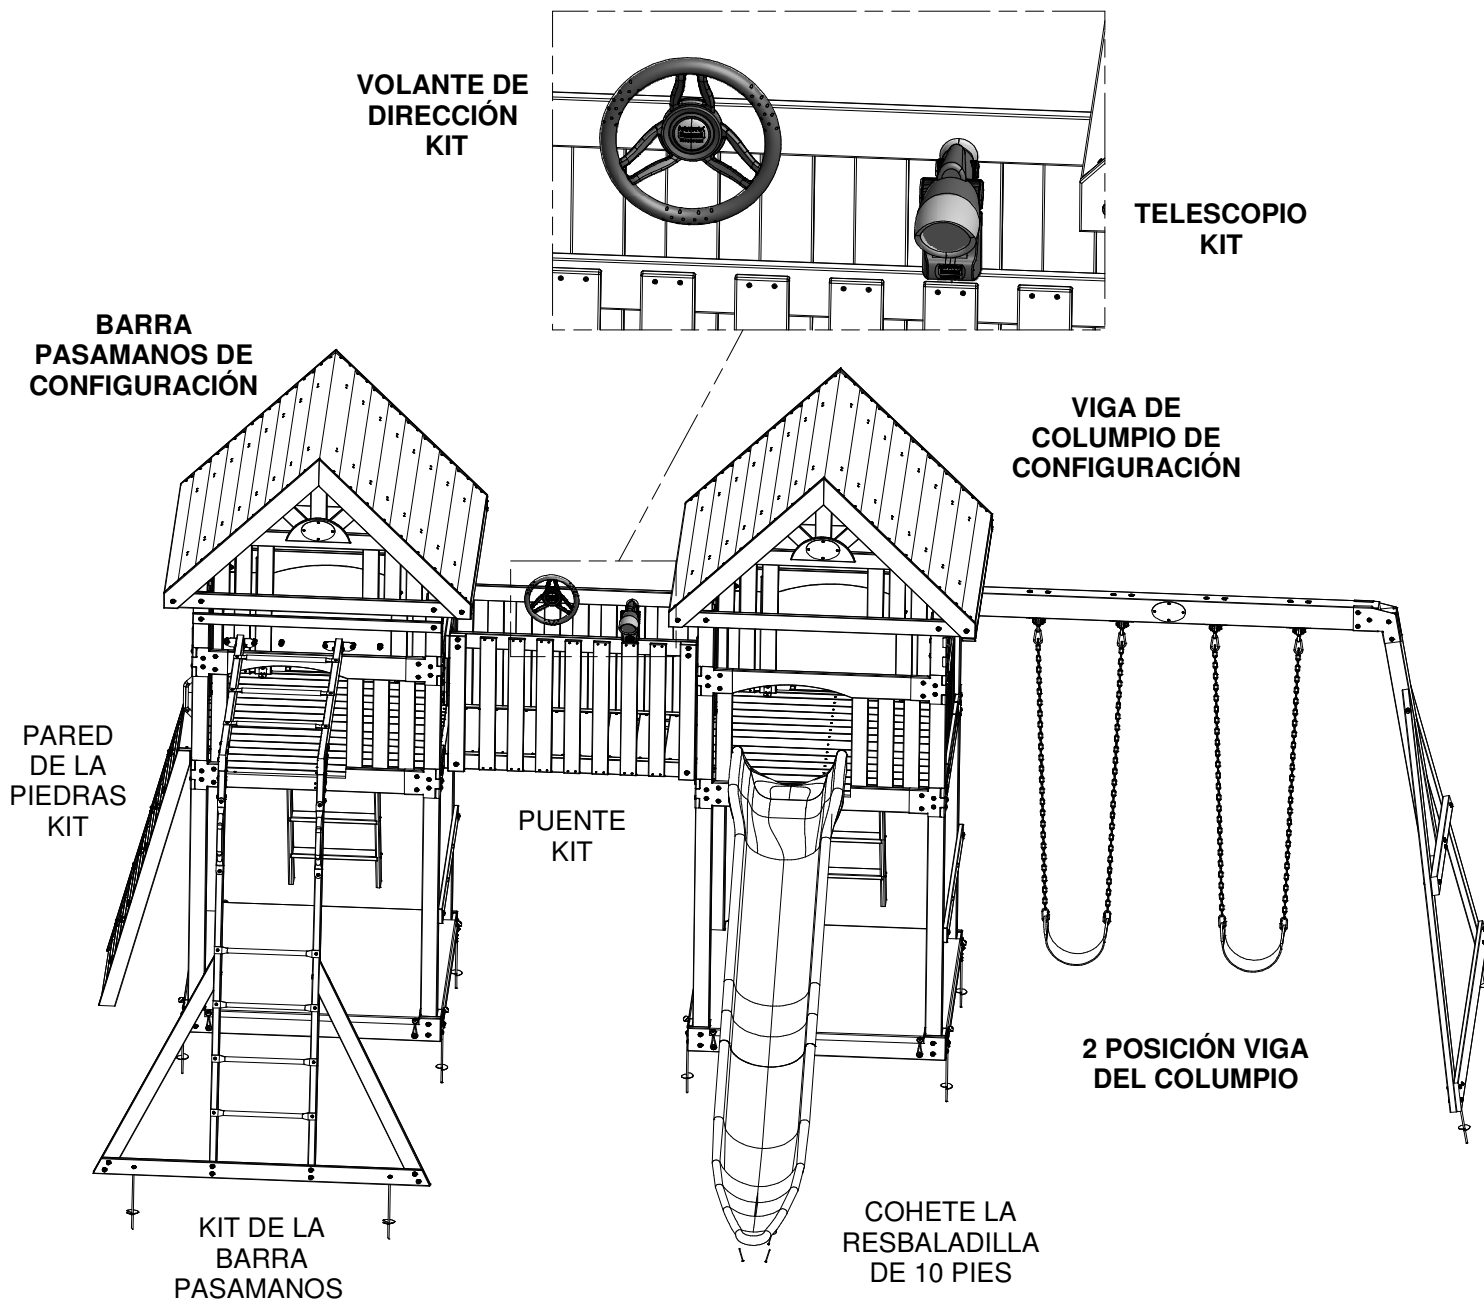 VOLANTE DE
DIRECCIÓN
KIT
TELESCOPIO
KIT
BARRA
PASAMANOS DE
CONFIGURACIÓN
VIGA DE
COLUMPIO DE
CONFIGURACIÓN
PARED
DE LA
PIEDRAS
KIT
PUENTE
KIT
2 POSICIÓN VIGA
DEL COLUMPIO
KIT DE LA
BARRA
PASAMANOS
COHETE LA
RESBALADILLA
DE 10 PIES